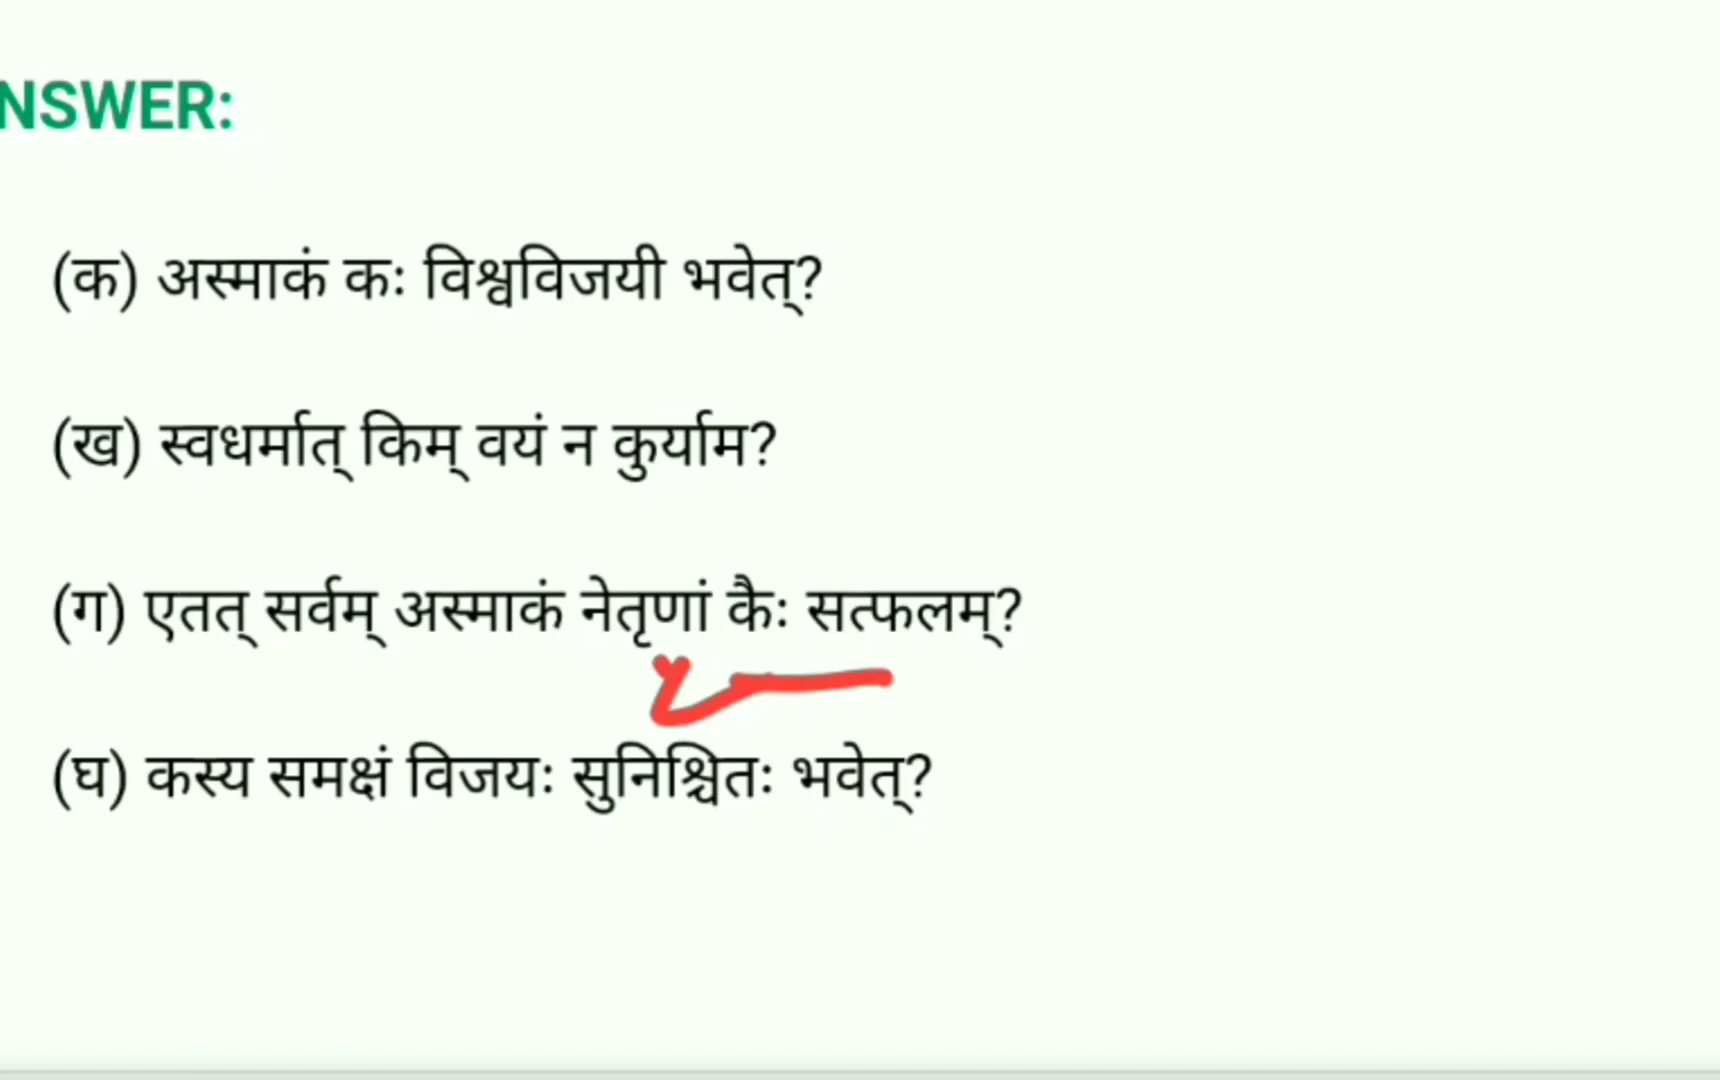 NSWER:
(क) अस्माकं कः विश्वविजयी भवेत्?
(ख) स्वधर्मात् किम् वयं न कुर्याम?
(ग) एतत् सर्वम् अस्माकं नेतृणां कैः सत्फलम्?
(घ) कस्य समक्षं विजयः सुनिश्चितः भवेत्?